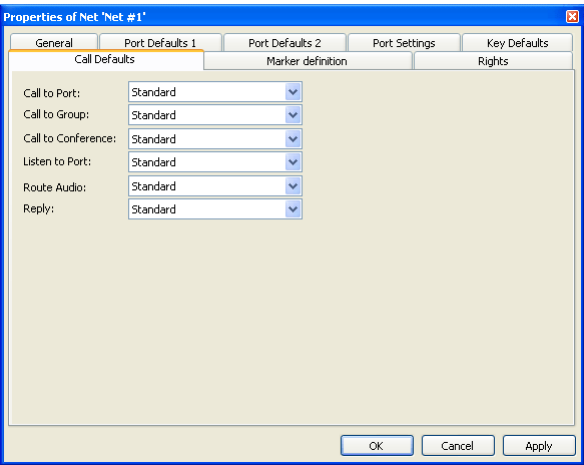 Properties of Net 'Net #1'
General Port Defaults 1 Port Defaults 2 Port Settings Key Defaults
Call Defaults Marker definition Rights
Call to Port: Standard
Call to Group: Standard
Call to Conference: Standard
Listen to Port: Standard
Route Audio: Standard
Reply: Standard
OK Cancel Apply